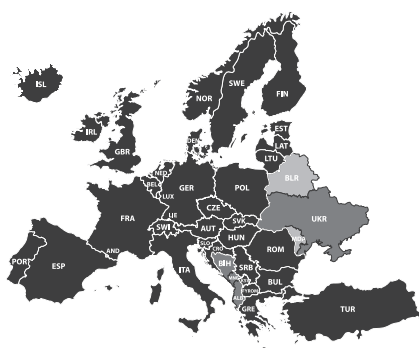 ISL
SWE
FIN
NOR
EST
LAT
LTU
DEN
IRL
GBR
BLR
NED
BEL
GER
POL
LUX
UKR
CZE
LIE
SVK
FRA
SWI
AUT
HUN
MDA
SLO
CRO
ROM
BIH
SRB
AND
ITA
BUL
POR
ESP
ALB
GRE
TUR